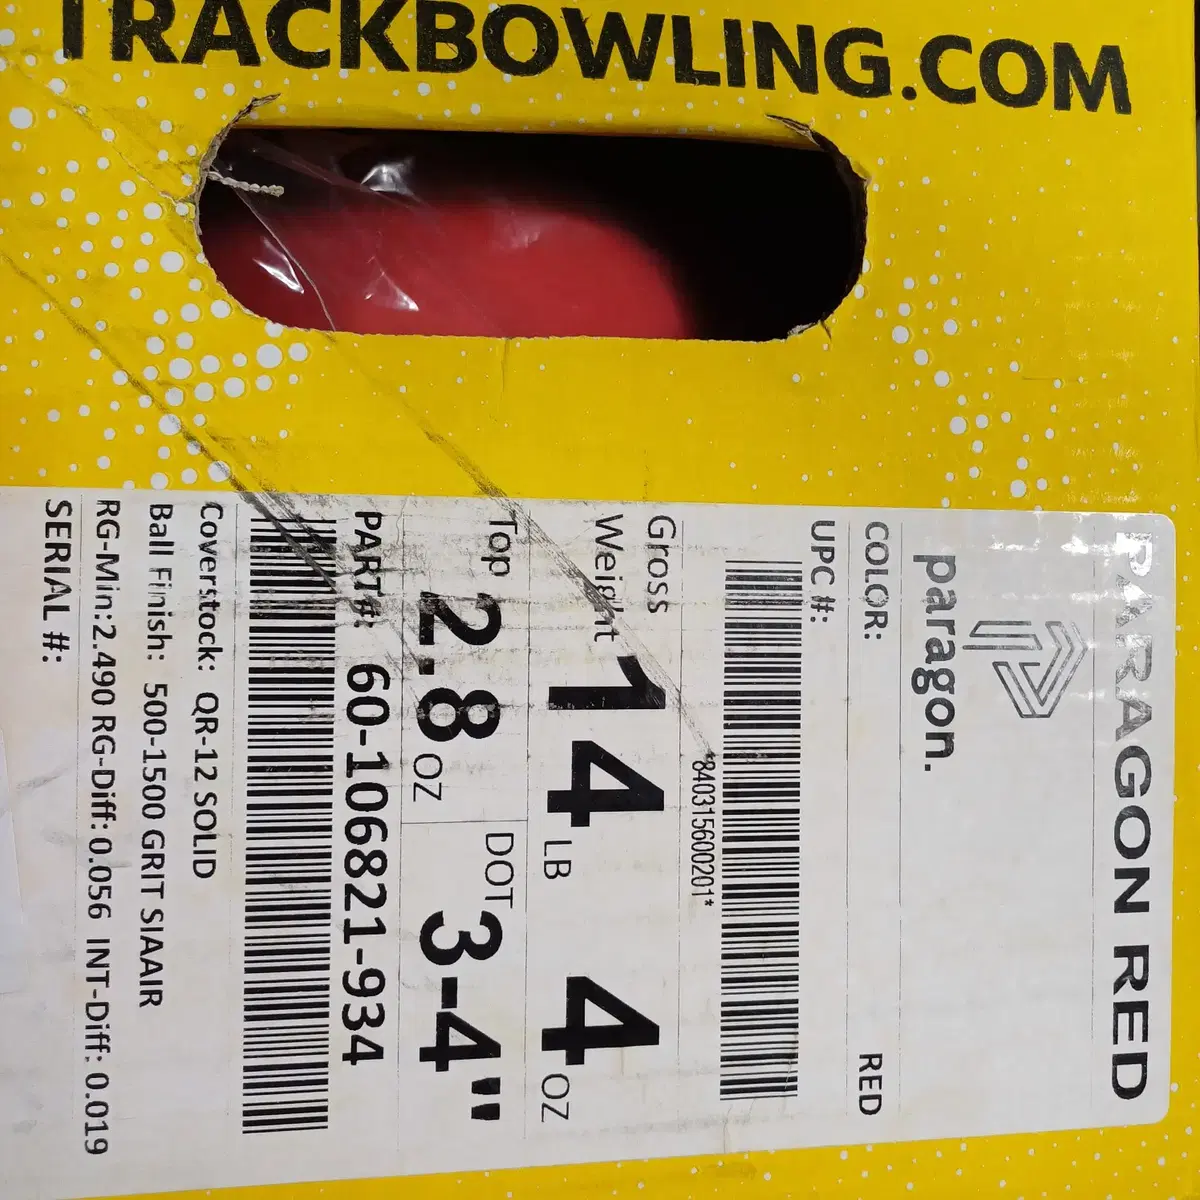 TRACKBOWLING.COM
PARAGON RED
paragon.
COLOR: RED
UPC #:
*840315600201*
Gross Weight 14 LB 4 OZ
Top 2.8 OZ DOT 3-4"
PART#: 60-106821-934
Coverstock: QR-12 SOLID
Ball Finish: 500-1500 GRIT SIAAIR
RG-Min:2.490 RG-Diff: 0.056 INT-Diff: 0.019
SERIAL #: